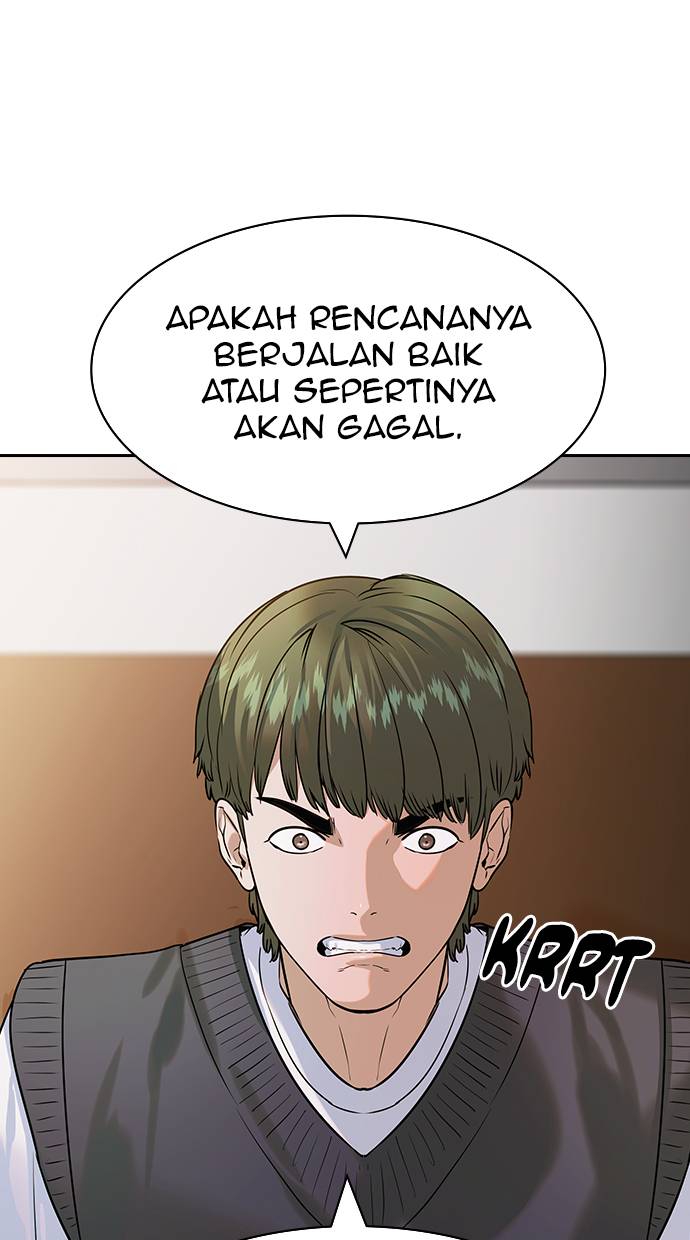 APAKAH RENCANANYA
BERJALAN BAIK
ATAU SEPERTINYA
AKAN GAGAL.
KRRT